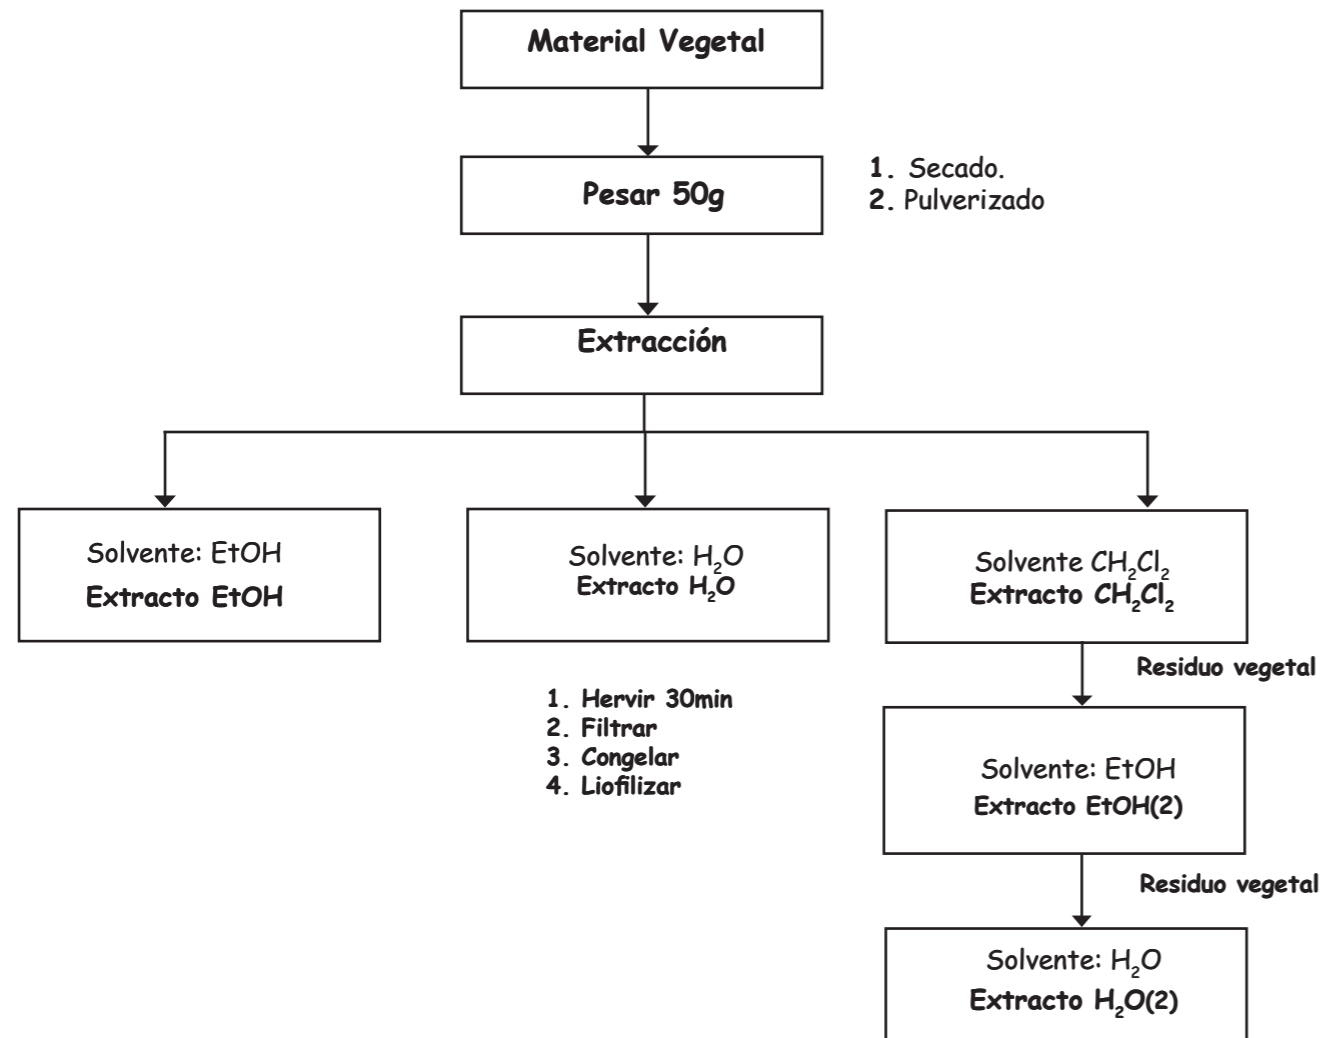 Material Vegetal
Pesar 50g
1. Secado.
2. Pulverizado
Extracción
Solvente: EtOH
Extracto EtOH
Solvente: H₂O
Extracto H₂O
Solvente CH₂Cl₂
Extracto CH₂Cl₂
1. Hervir 30min
2. Filtrar
3. Congelar
4. Liofilizar
Residuo vegetal
Solvente: EtOH
Extracto EtOH(2)
Residuo vegetal
Solvente: H₂O
Extracto H₂O(2)